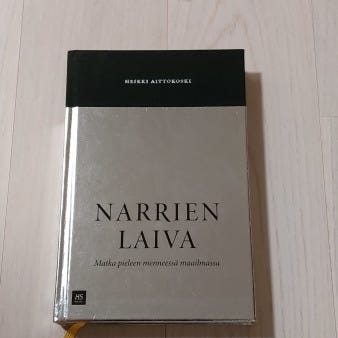 HEIKKI AITTOKOSKI
NARRIEN
LAIVA
Matka pieleen menneessä maailmassa
HS